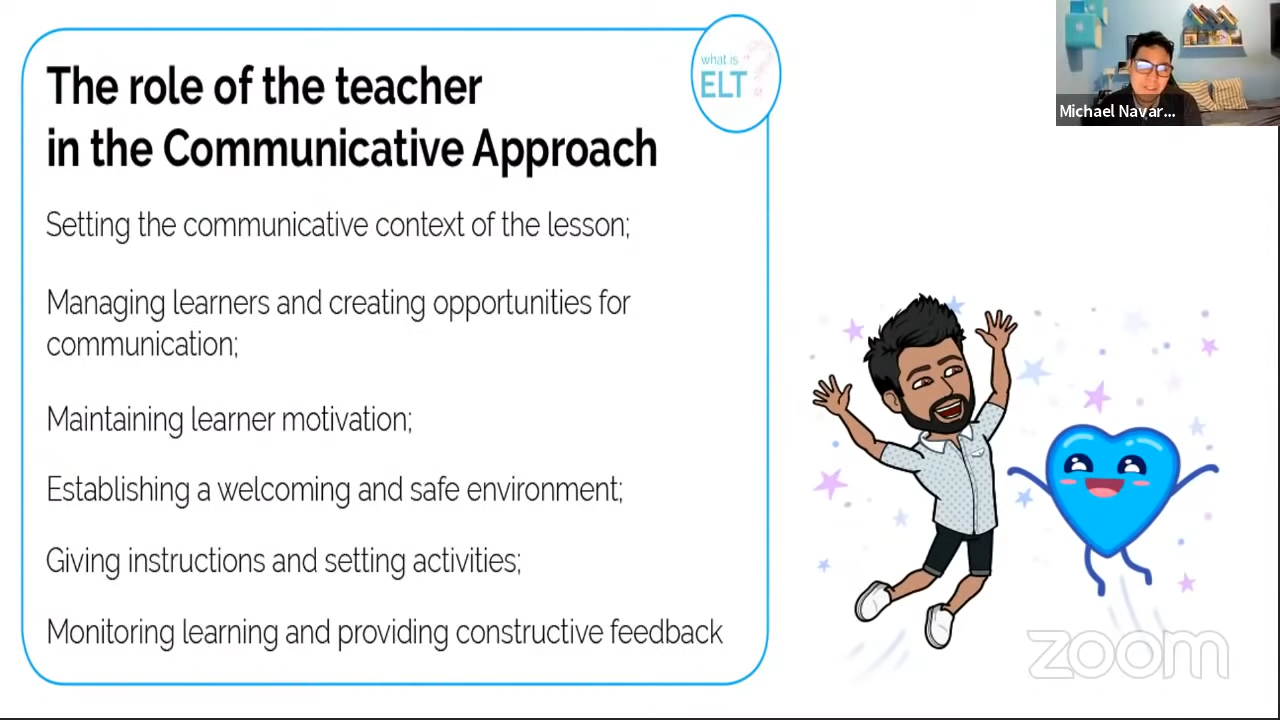 The role of the teacher
in the Communicative Approach
what is
ELT
?
Setting the communicative context of the lesson;
Managing learners and creating opportunities for
communication;
Maintaining learner motivation;
Establishing a welcoming and safe environment;
Giving instructions and setting activities;
Monitoring learning and providing constructive feedback
Michael Navar...
zoom